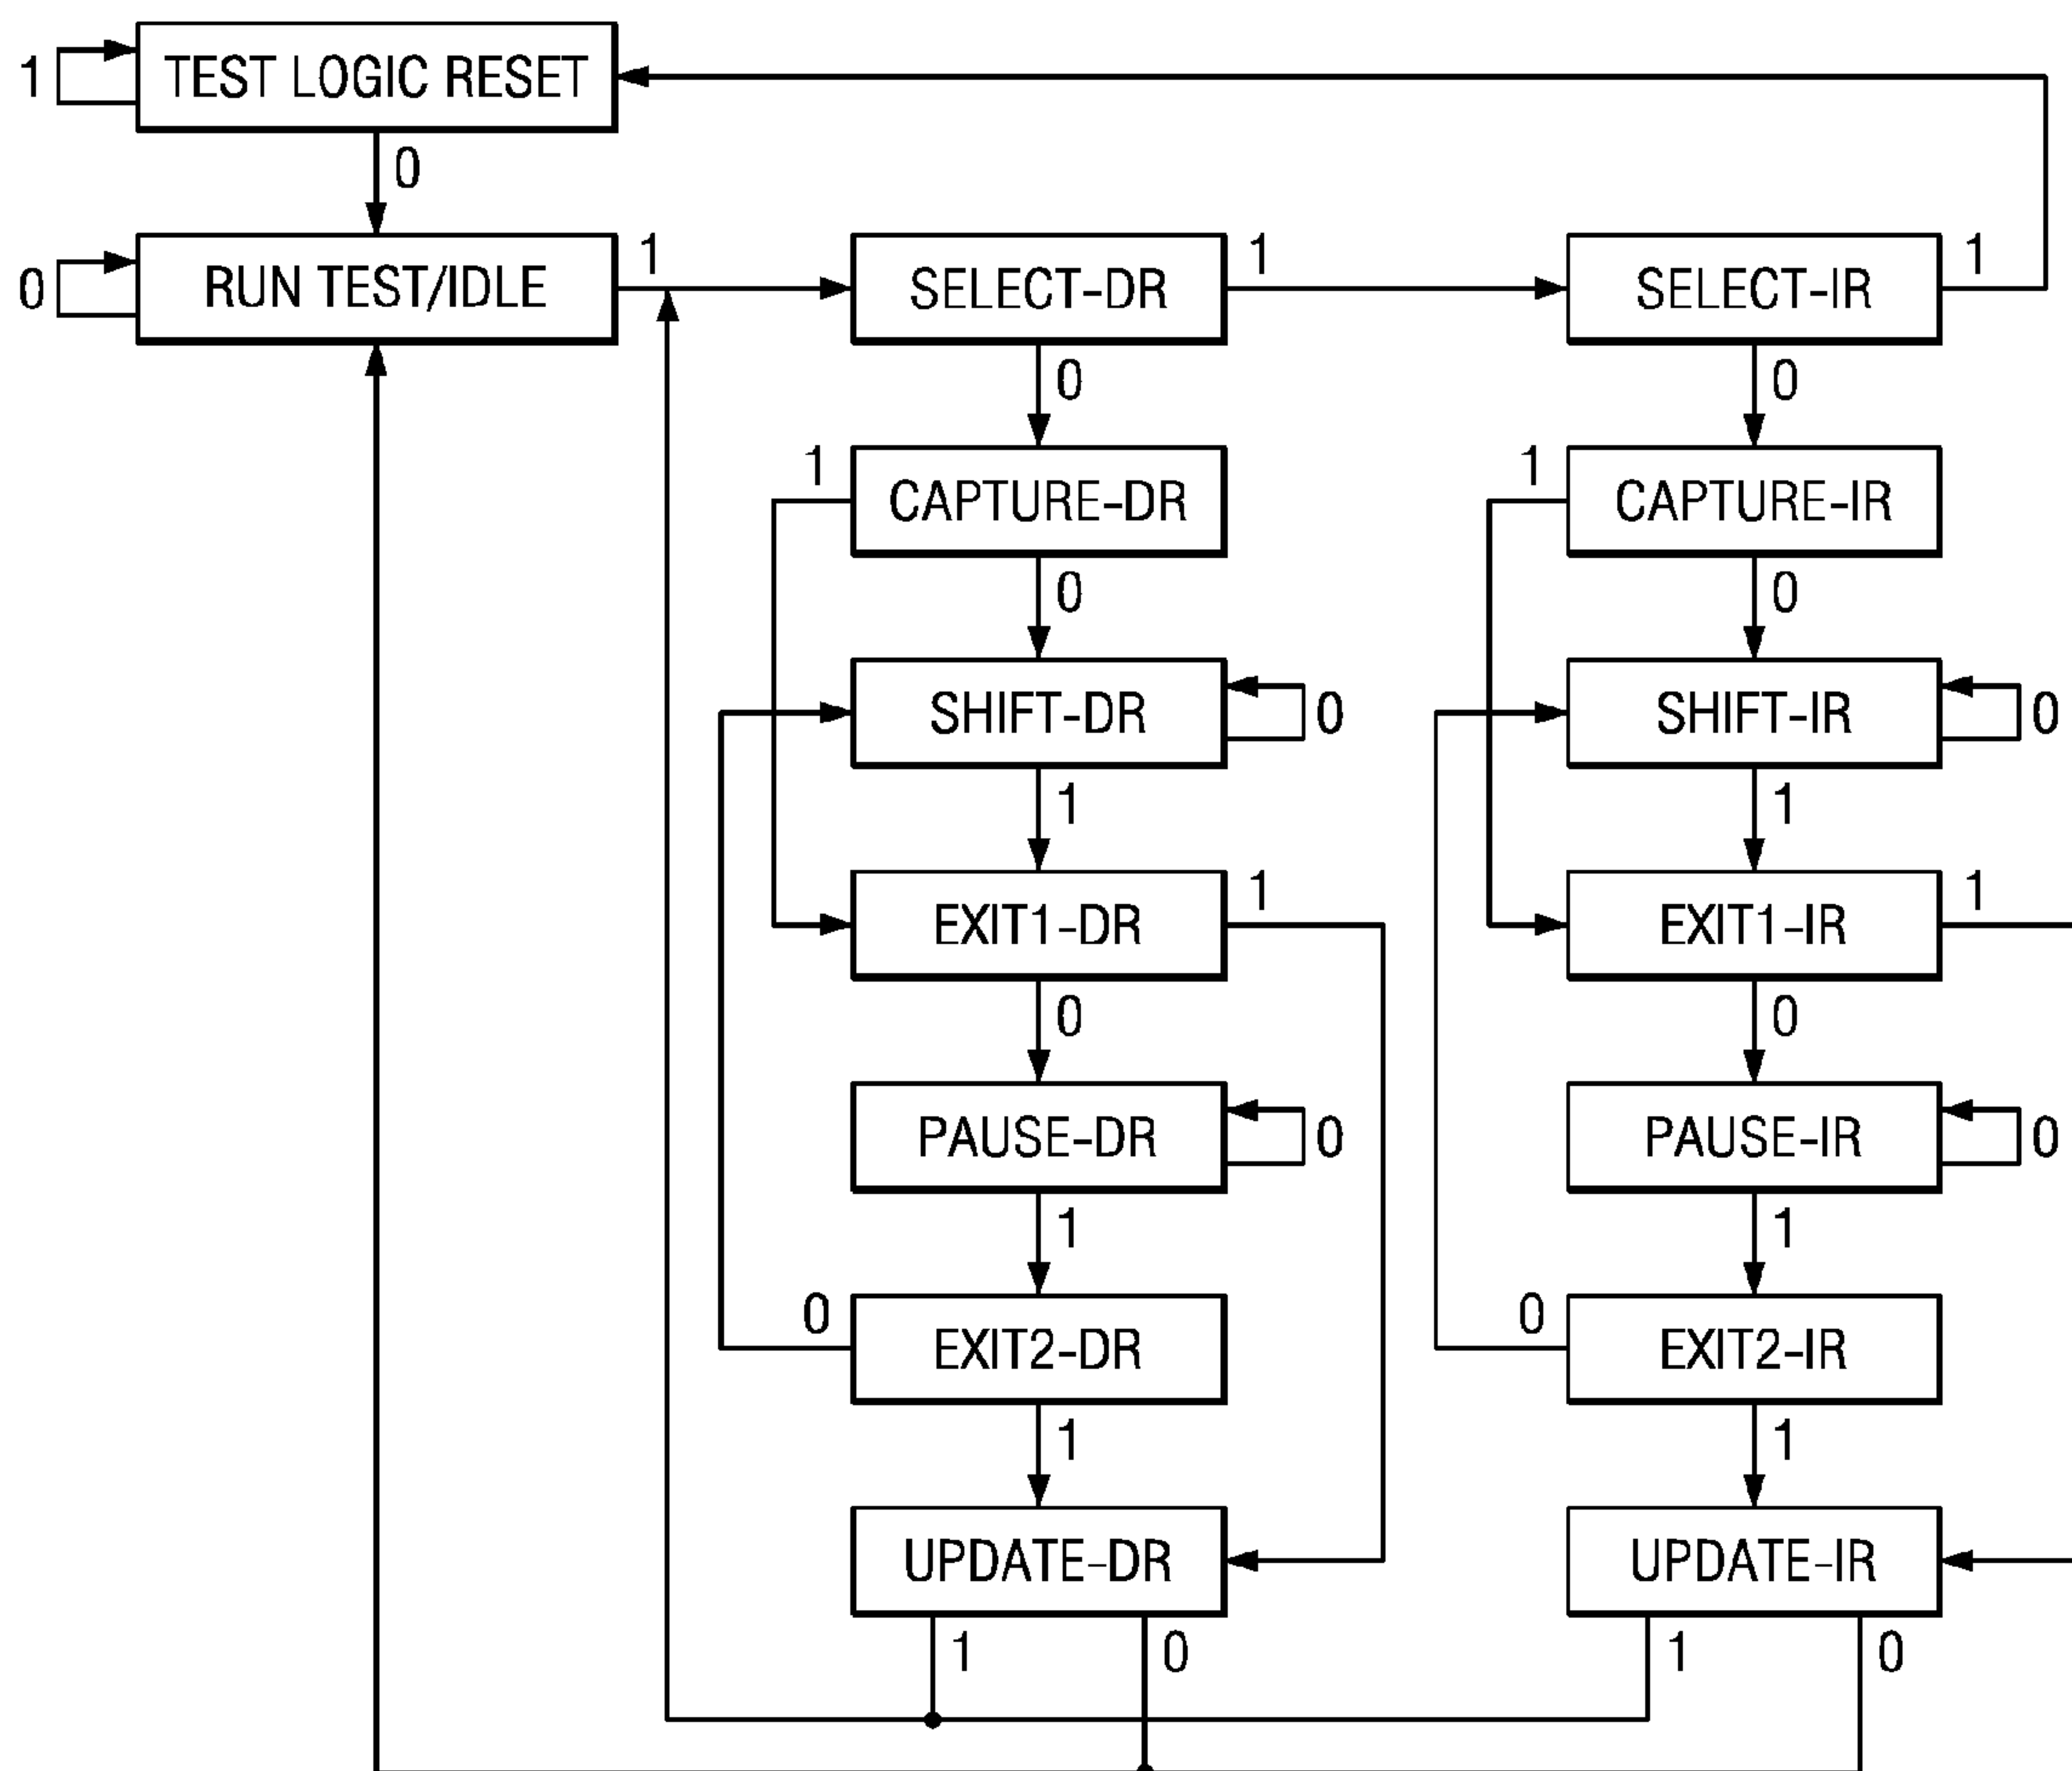 1 TEST LOGIC RESET
0
0 RUN TEST/IDLE 1 SELECT-DR 1 SELECT-IR 1
0 0
1 CAPTURE-DR 1 CAPTURE-IR
0 0
SHIFT-DR 0 SHIFT-IR 0
1 1
EXIT1-DR 1 EXIT1-IR 1
0 0
PAUSE-DR 0 PAUSE-IR 0
1 1
0 EXIT2-DR 0 EXIT2-IR
1 1
UPDATE-DR UPDATE-IR
1 0 1 0